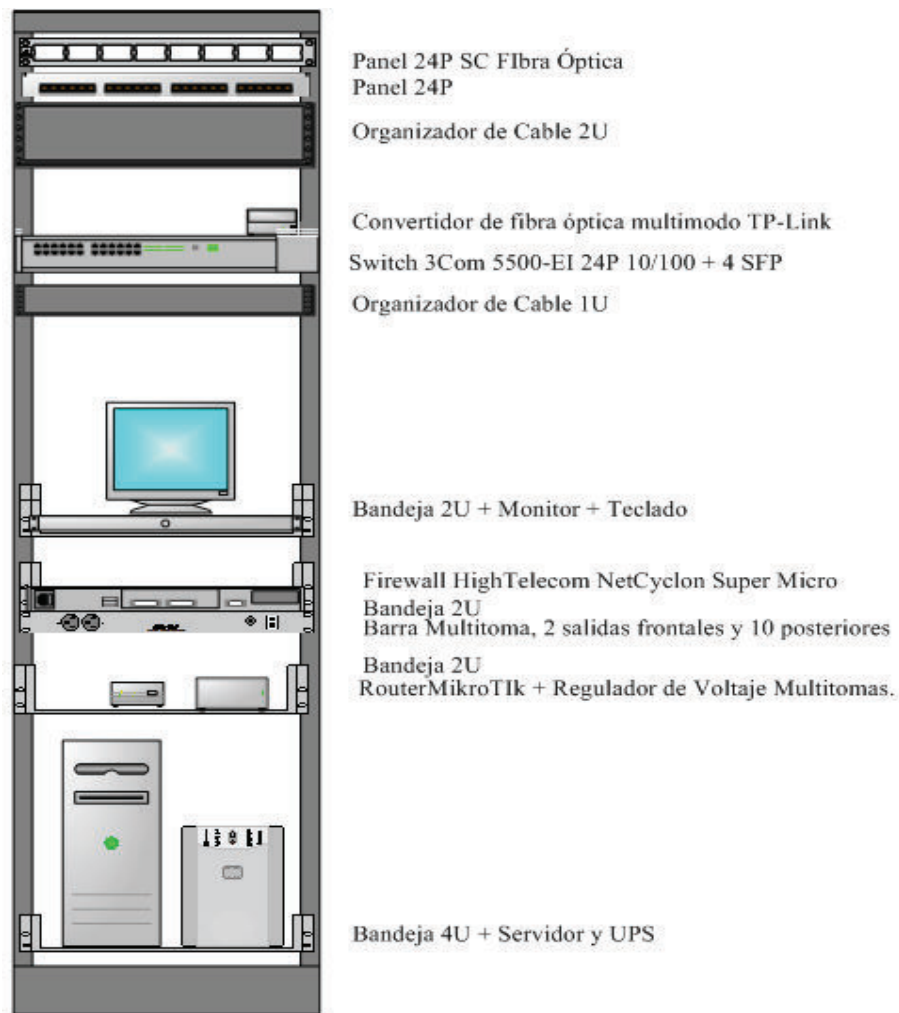 Panel 24P SC FIbra Óptica
Panel 24P
Organizador de Cable 2U
Convertidor de fibra óptica multimodo TP-Link
Switch 3Com 5500-EI 24P 10/100 + 4 SFP
Organizador de Cable 1U
Bandeja 2U + Monitor + Teclado
Firewall HighTelecom NetCyclon Super Micro
Bandeja 2U
Barra Multitoma, 2 salidas frontales y 10 posteriores
Bandeja 2U
RouterMikroTIk + Regulador de Voltaje Multitomas.
Bandeja 4U + Servidor y UPS